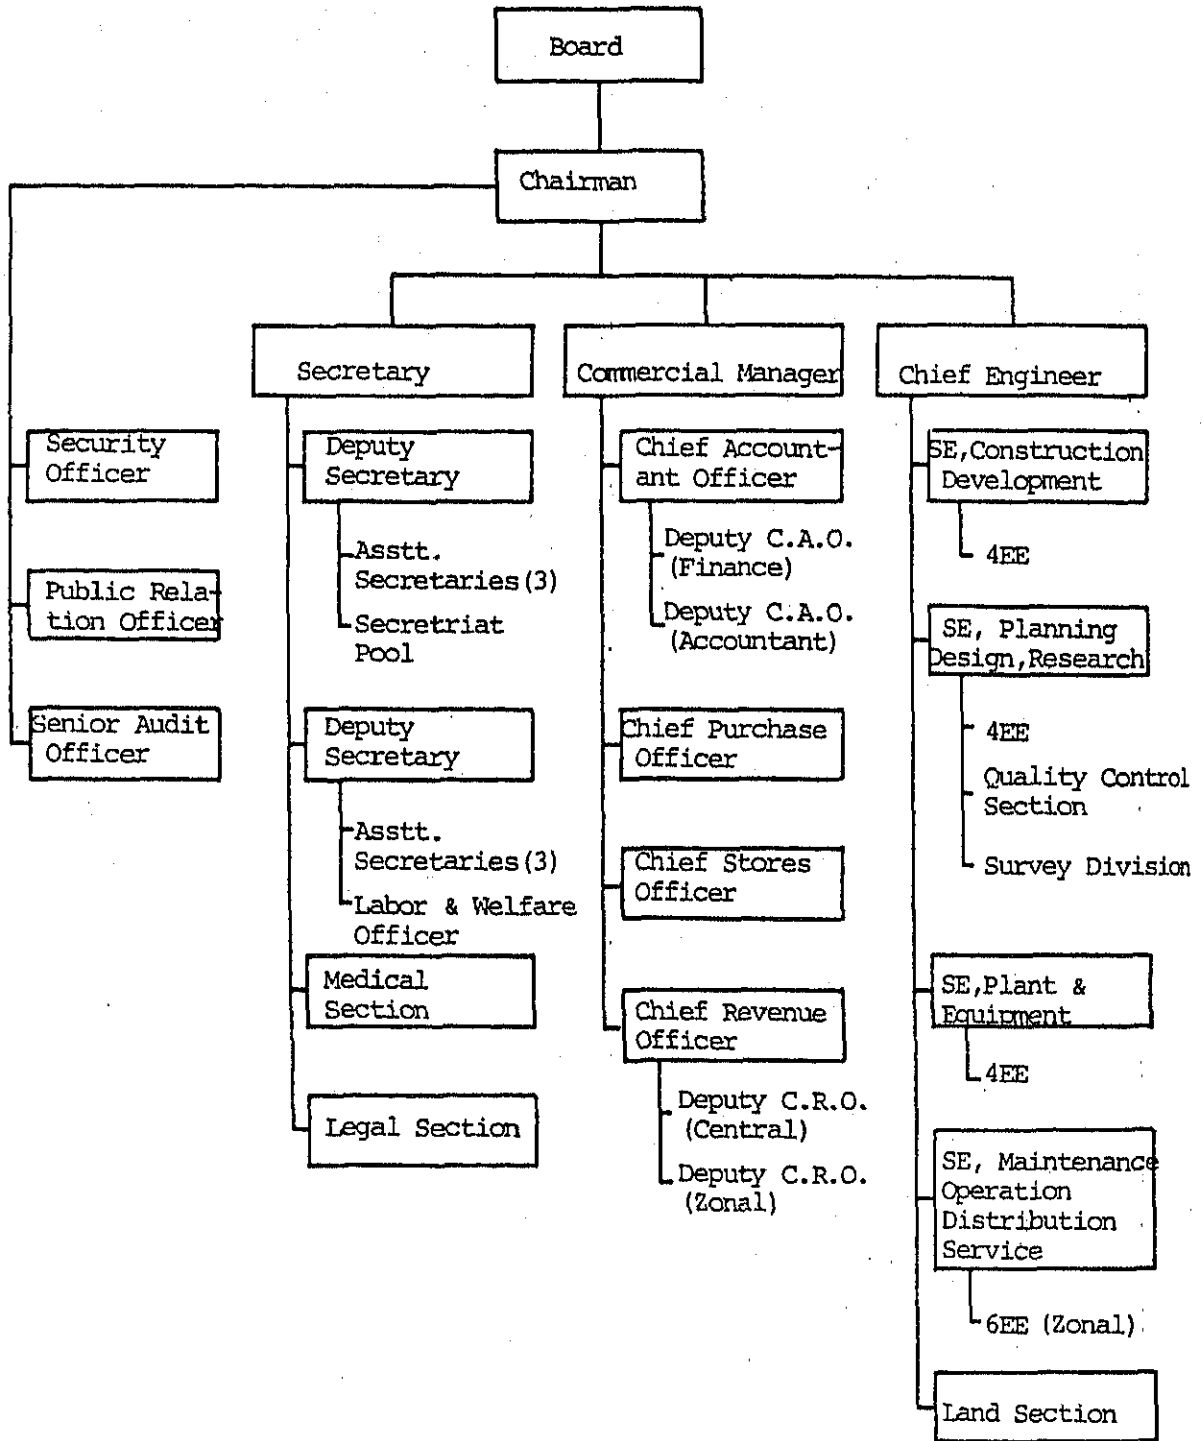 Board
Chairman
Secretary
Commercial Manager
Chief Engineer
Security
Officer
Public Rela-
tion Officer
Senior Audit
Officer
Deputy
Secretary
Asstt.
Secretaries(3)
Secretriat
Pool
Deputy
Secretary
Asstt.
Secretaries(3)
Labor & Welfare
Officer
Medical
Section
Legal Section
Chief Account-
ant Officer
Deputy C.A.O.
(Finance)
Deputy C.A.O.
(Accountant)
Chief Purchase
Officer
Chief Stores
Officer
Chief Revenue
Officer
Deputy C.R.O.
(Central)
Deputy C.R.O.
(Zonal)
SE,Construction
Development
4EE
SE, Planning
Design,Research
4EE
Quality Control
Section
Survey Division
SE,Plant &
Equipment
4EE
SE, Maintenance
Operation
Distribution
Service
6EE (Zonal)
Land Section